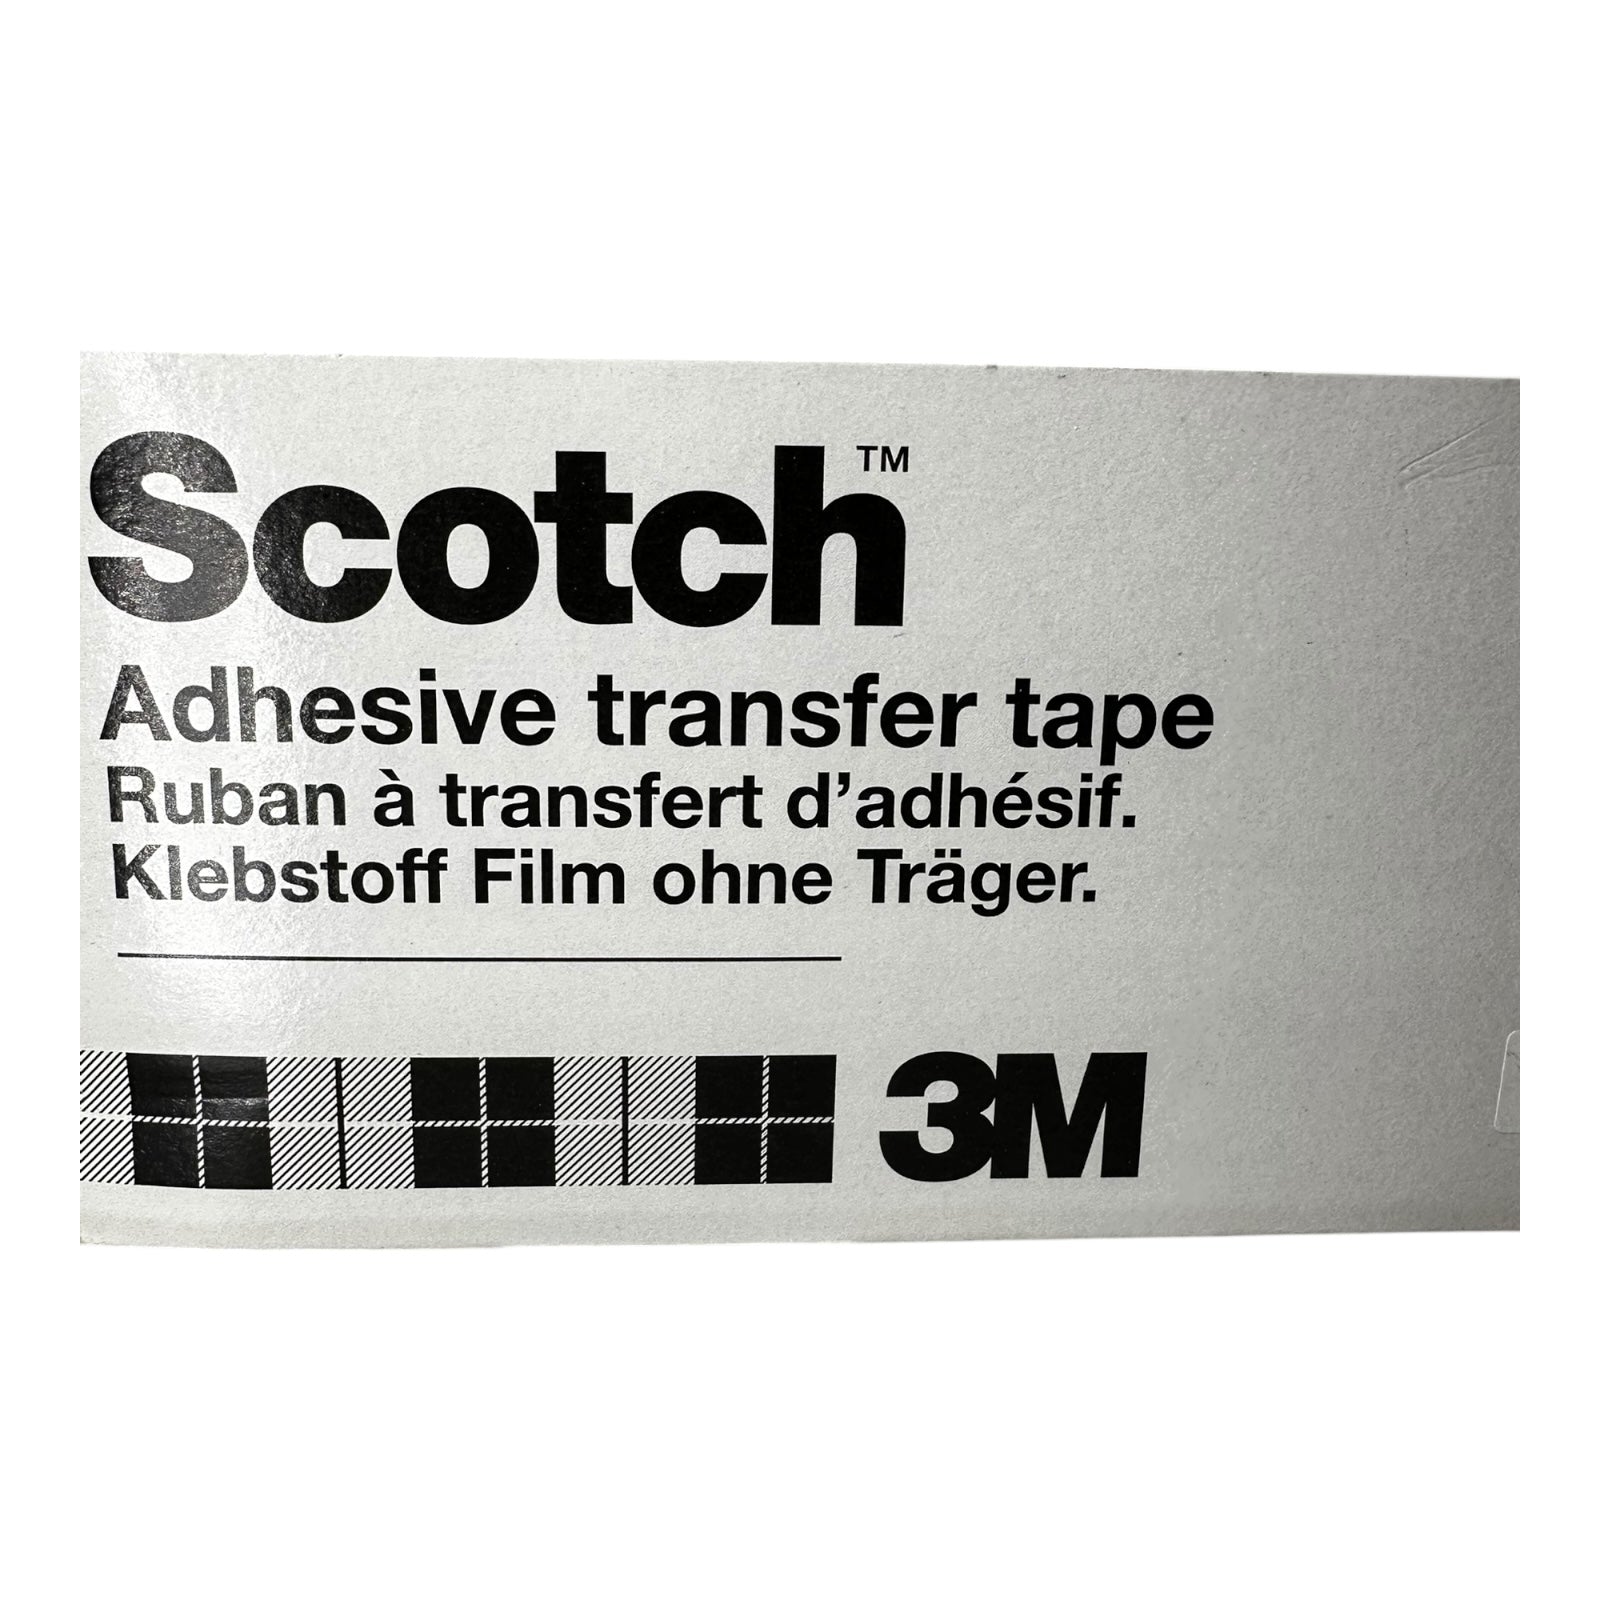 Scotch™
Adhesive transfer tape
Ruban à transfert d’adhésif.
Klebstoff Film ohne Träger.
3M